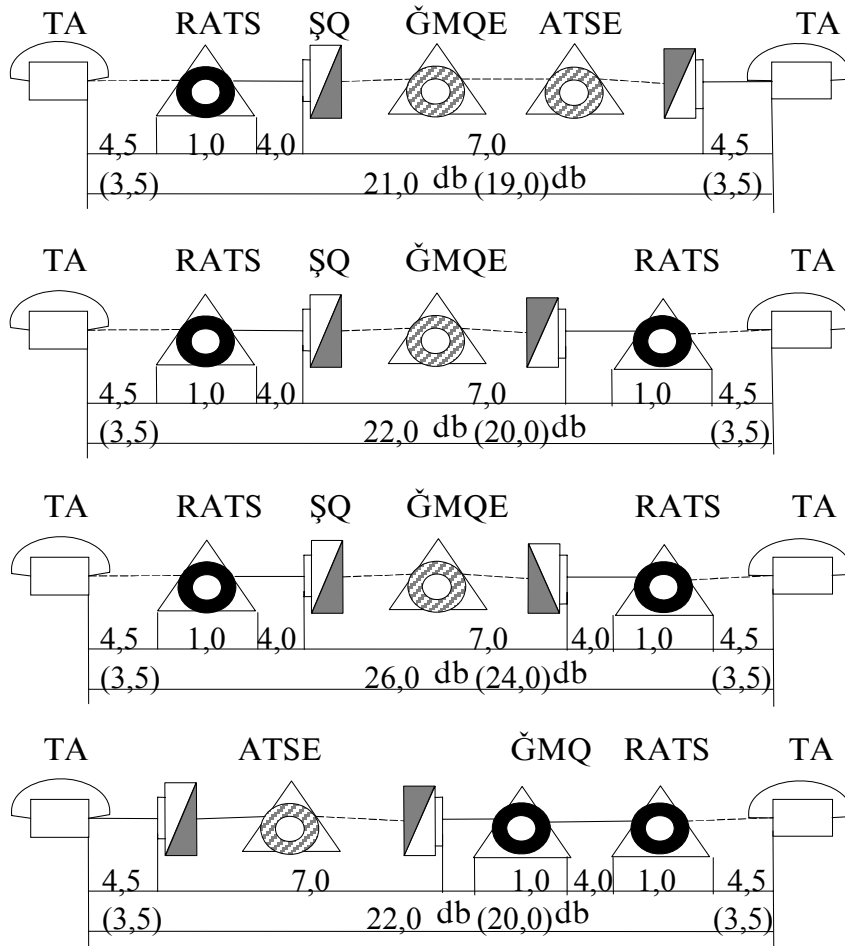 TA RATS ŞQ ĞMQE ATSE TA
4,5 1,0 4,0 7,0 4,5
(3,5) 21,0 db (19,0) db (3,5)
TA RATS ŞQ ĞMQE RATS TA
4,5 1,0 4,0 7,0 1,0 4,5
(3,5) 22,0 db (20,0) db (3,5)
TA RATS ŞQ ĞMQE RATS TA
4,5 1,0 4,0 7,0 4,0 1,0 4,5
(3,5) 26,0 db (24,0) db (3,5)
TA ATSE ĞMQ RATS TA
4,5 7,0 1,0 4,0 1,0 4,5
(3,5) 22,0 db (20,0) db (3,5)